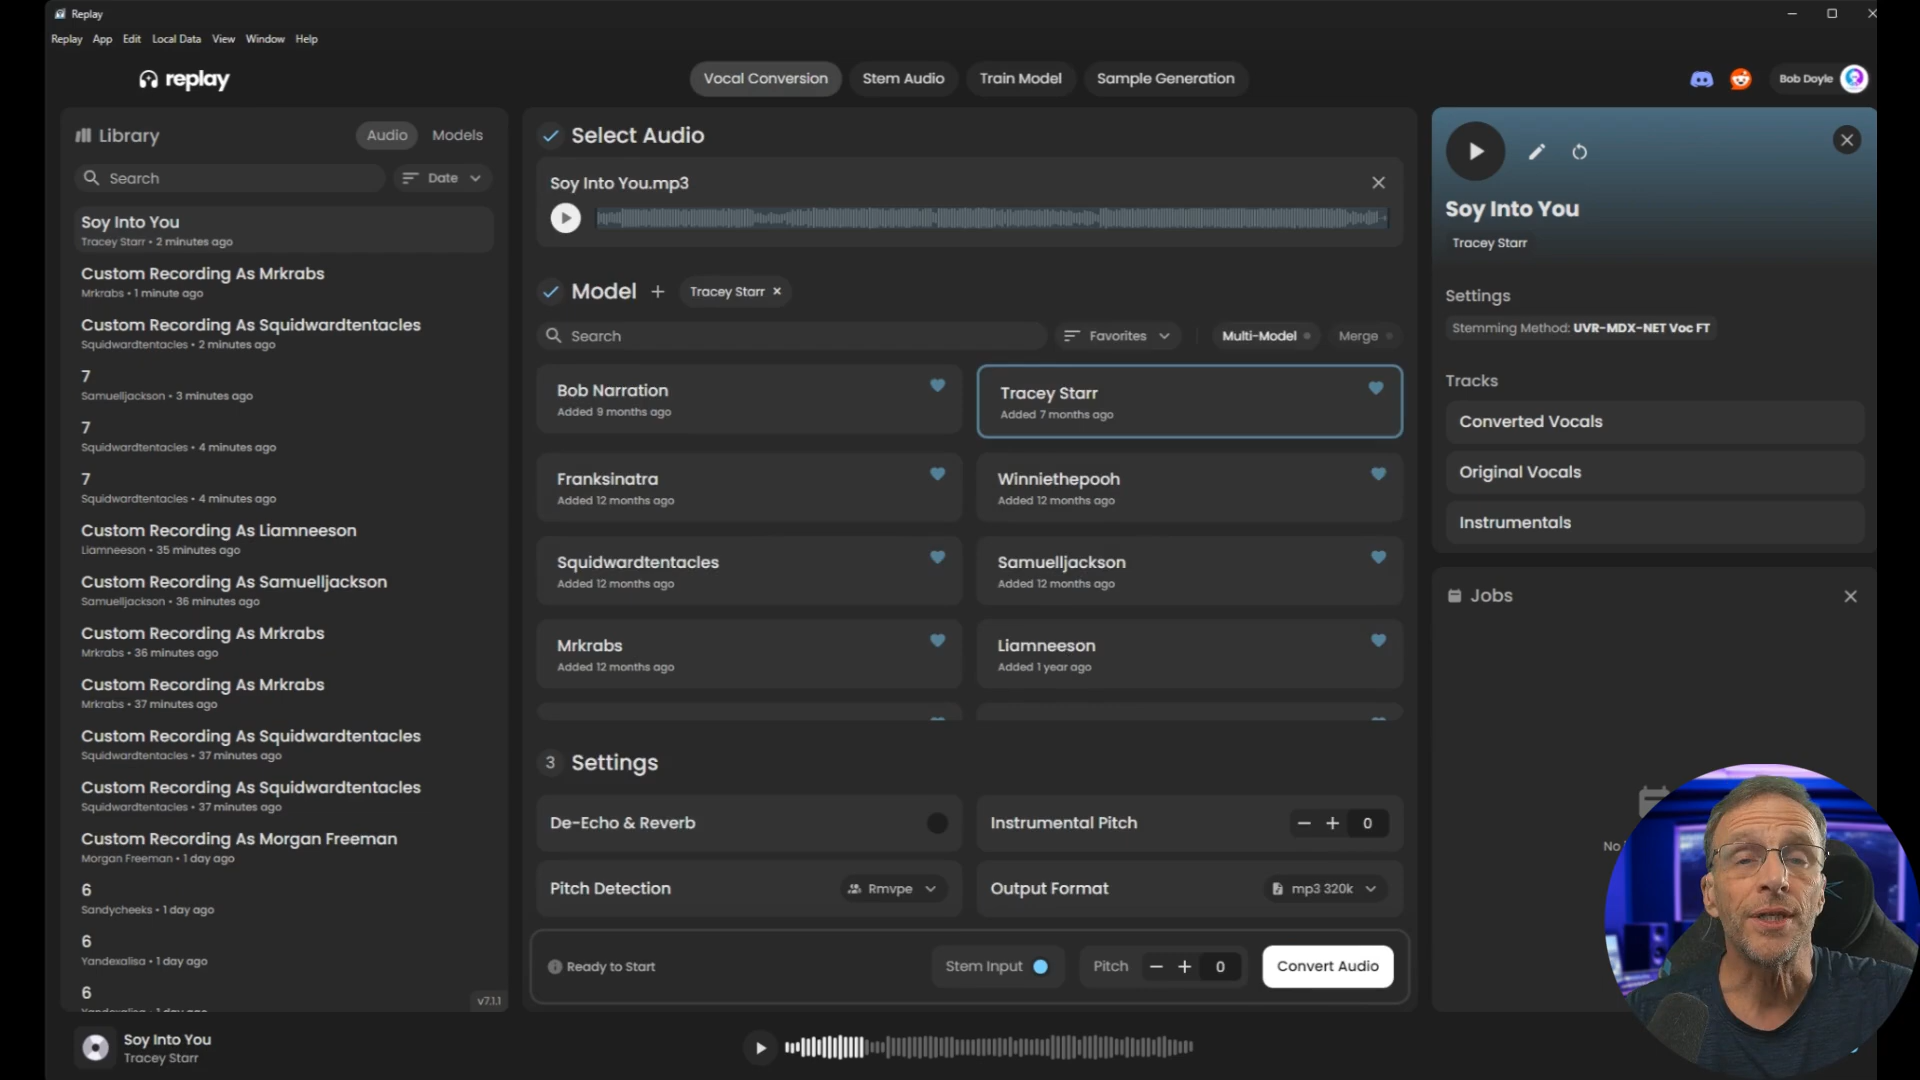 Replay
Replay App Edit Local Data View Window Help
replay
Vocal Conversion
Stem Audio
Train Model
Sample Generation
Bob Doyle
Library
Audio
Models
Search
Date
Soy Into You
Tracey Starr • 2 minutes ago
Custom Recording As Mrkrabs
Mrkrabs • 1 minute ago
Custom Recording As Squidwardtentacles
Squidwardtentacles • 2 minutes ago
7
Samuelljackson • 3 minutes ago
7
Squidwardtentacles • 4 minutes ago
7
Squidwardtentacles • 4 minutes ago
Custom Recording As Liamneeson
Liamneeson • 35 minutes ago
Custom Recording As Samuelljackson
Samuelljackson • 36 minutes ago
Custom Recording As Mrkrabs
Mrkrabs • 36 minutes ago
Custom Recording As Mrkrabs
Mrkrabs • 37 minutes ago
Custom Recording As Squidwardtentacles
Squidwardtentacles • 37 minutes ago
Custom Recording As Squidwardtentacles
Squidwardtentacles • 37 minutes ago
Custom Recording As Morgan Freeman
Morgan Freeman • 1 day ago
6
Sandycheeks • 1 day ago
6
Yandexalisa • 1 day ago
6
Yandexalisa • 1 day ago
v7.1.1
Select Audio
Soy Into You.mp3
Model
Tracey Starr
Search
Favorites
Multi-Model
Merge
Bob Narration
Added 9 months ago
Tracey Starr
Added 7 months ago
Franksinatra
Added 12 months ago
Winniethepooh
Added 12 months ago
Squidwardtentacles
Added 12 months ago
Samuelljackson
Added 12 months ago
Mrkrabs
Added 12 months ago
Liamneeson
Added 1 year ago
3 Settings
De-Echo & Reverb
Instrumental Pitch
0
Pitch Detection
Rmvpe
Output Format
mp3 320k
Ready to Start
Stem Input
Pitch
0
Convert Audio
Soy Into You
Tracey Starr
Settings
Stemming Method: UVR-MDX-NET Voc FT
Tracks
Converted Vocals
Original Vocals
Instrumentals
Jobs
No
Soy Into You
Tracey Starr